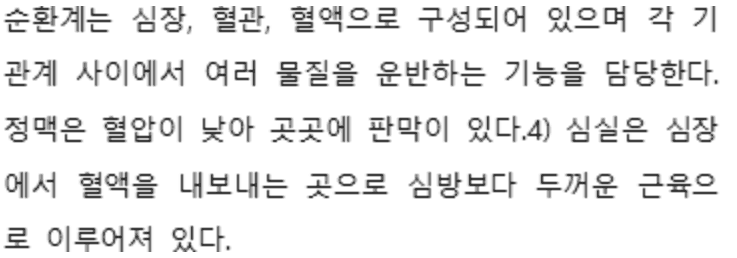 순환계는 심장, 혈관, 혈액으로 구성되어 있으며 각 기
관계 사이에서 여러 물질을 운반하는 기능을 담당한다.
정맥은 혈압이 낮아 곳곳에 판막이 있다.4) 심실은 심장
에서 혈액을 내보내는 곳으로 심방보다 두꺼운 근육으
로 이루어져 있다.